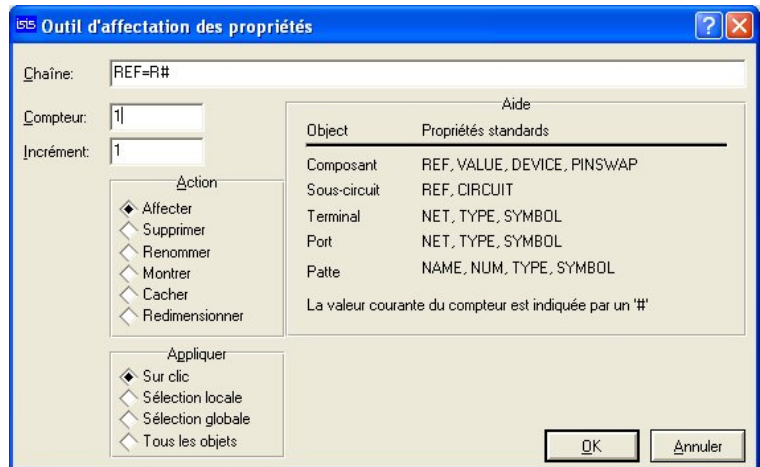 isis Outil d'affectation des propriétés
Chaîne: REF=R#
Compteur: 1
Incrément: 1
Action
Affecter
Supprimer
Renommer
Montrer
Cacher
Redimensionner
Appliquer
Sur clic
Sélection locale
Sélection globale
Tous les objets
Aide
Object Propriétés standards
Composant REF, VALUE, DEVICE, PINSWAP
Sous-circuit REF, CIRCUIT
Terminal NET, TYPE, SYMBOL
Port NET, TYPE, SYMBOL
Patte NAME, NUM, TYPE, SYMBOL
La valeur courante du compteur est indiquée par un '#'
OK Annuler